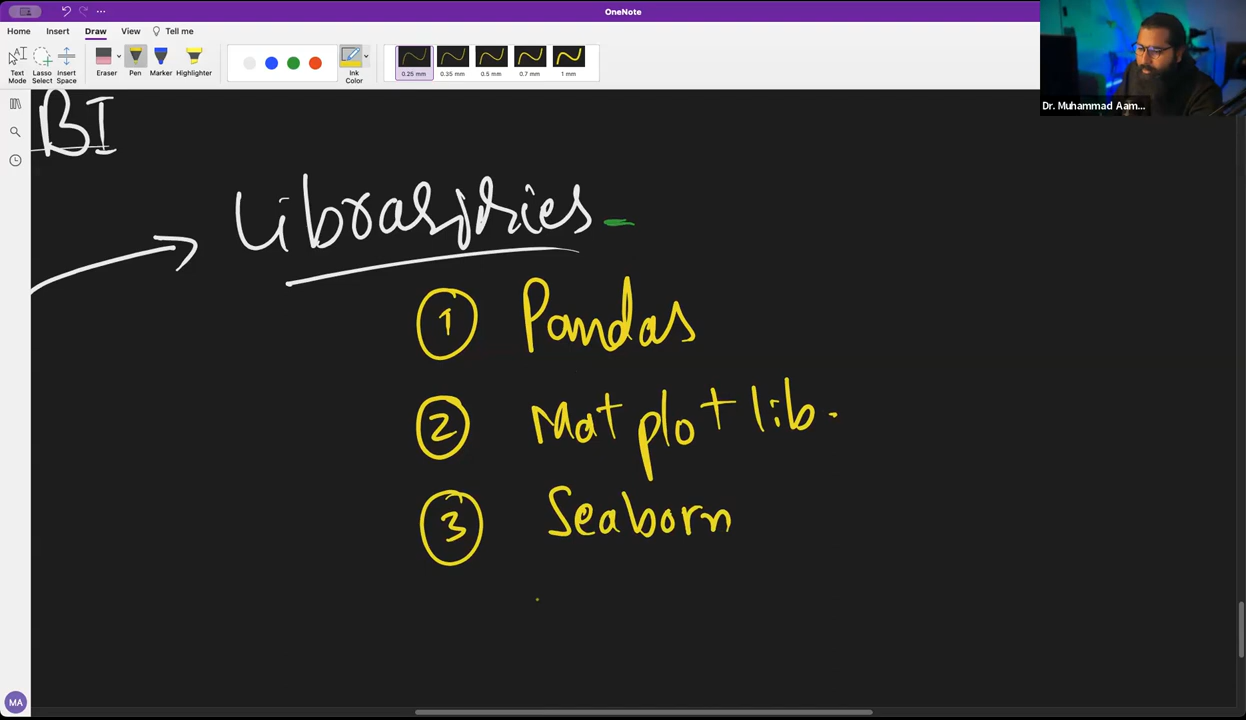 OneNote
Home Insert Draw View Tell me
Text Mode Lasso Select Insert Space Eraser Pen Marker Highlighter Ink Color 0.25 mm 0.35 mm 0.5 mm 0.7 mm 1 mm
Dr. Muhammad Aam...
BI
1 Pandas
2 Matplotlib.
3 Seaborn
MA